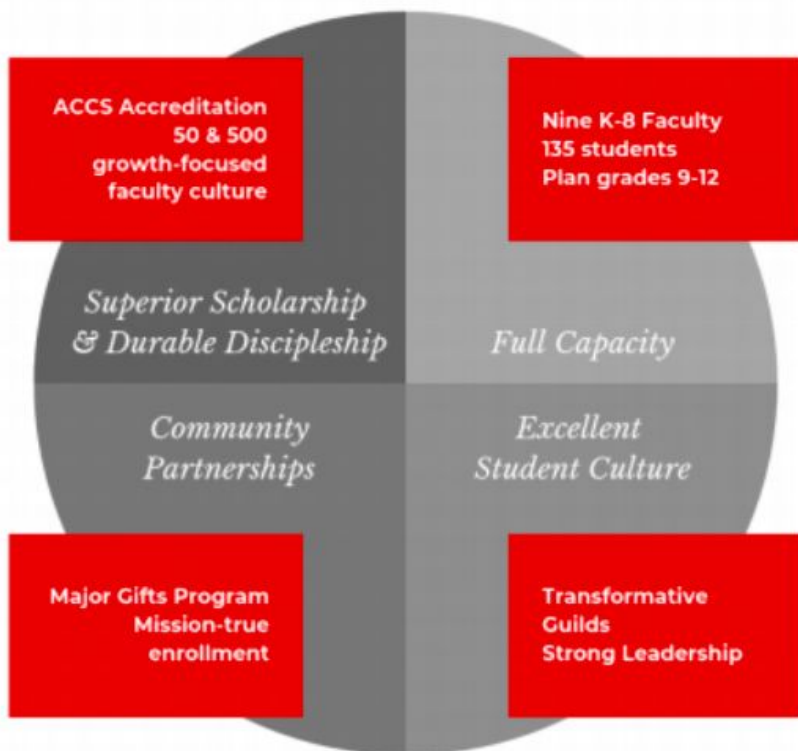 ACCS Accreditation
50 & 500
growth-focused
faculty culture
Nine K-8 Faculty
135 students
Plan grades 9-12
Superior Scholarship
& Durable Discipleship
Full Capacity
Community
Partnerships
Excellent
Student Culture
Major Gifts Program
Mission-true
enrollment
Transformative
Guilds
Strong Leadership